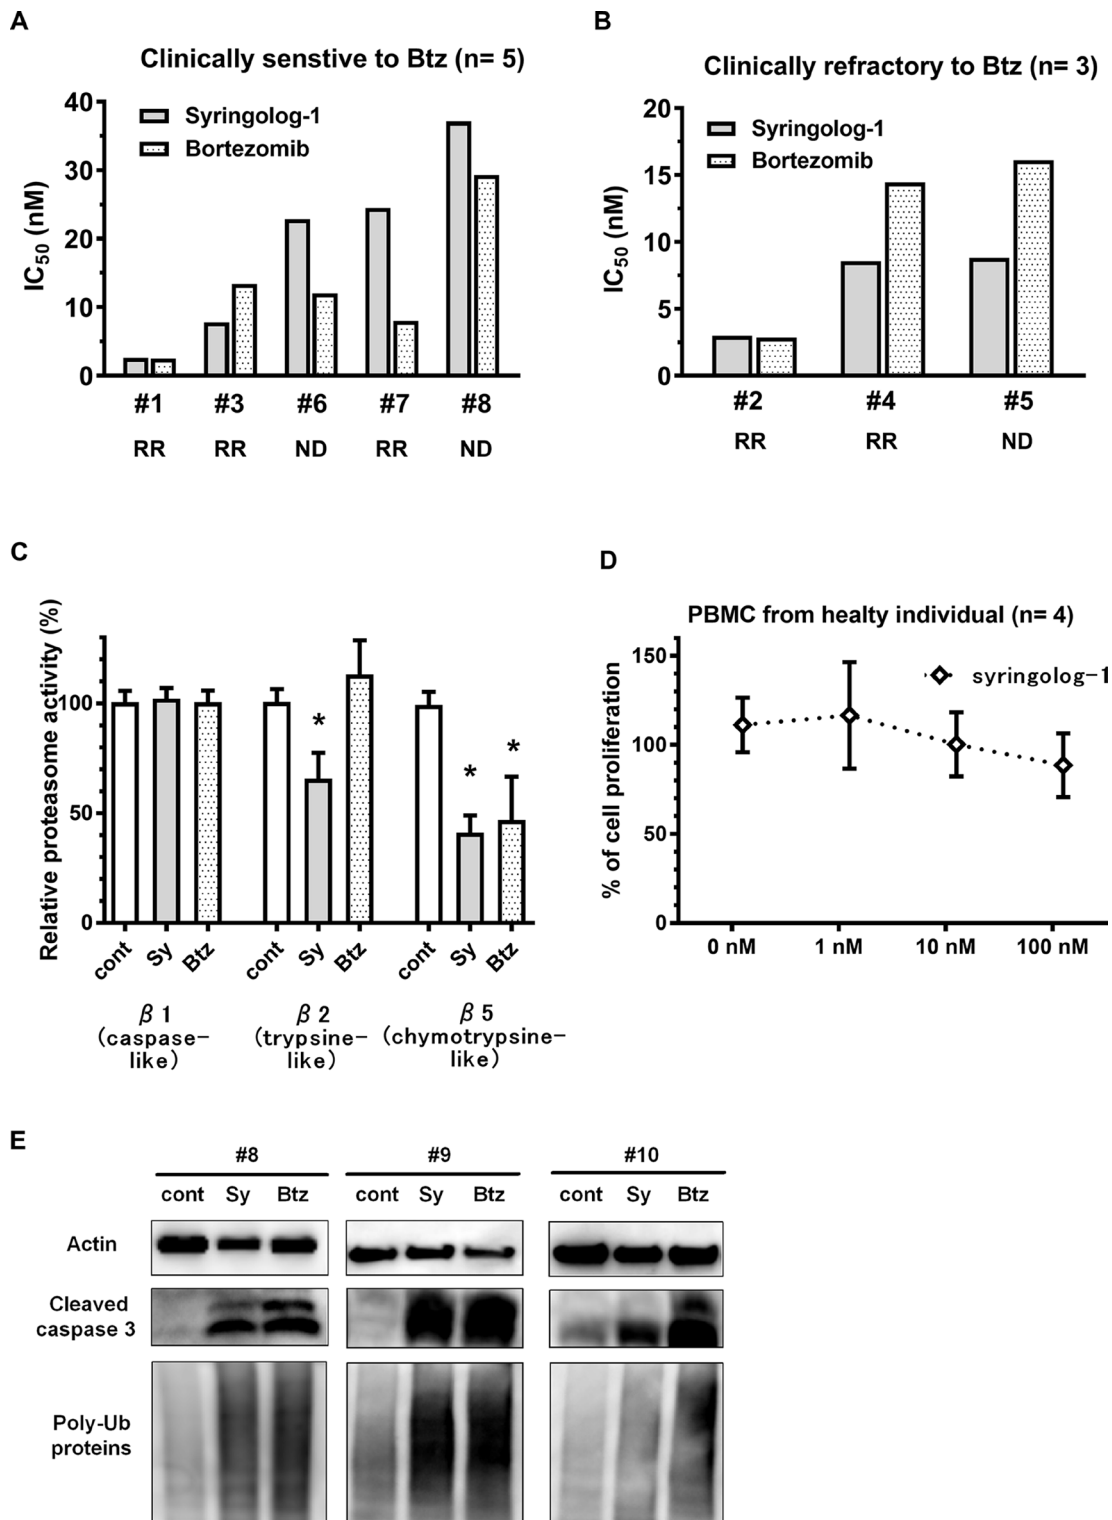 A
Clinically senstive to Btz (n= 5)
Syringolog-1
Bortezomib
IC50 (nM)
40
30
20
10
0
#1 #3 #6 #7 #8
RR RR ND RR ND
B
Clinically refractory to Btz (n= 3)
Syringolog-1
Bortezomib
IC50 (nM)
20
15
10
5
0
#2 #4 #5
RR RR ND
C
Relative proteasome activity (%)
100
50
0
*
*
*
cont Sy Btz cont Sy Btz cont Sy Btz
β1 β2 β5
(caspase- (trypsine- (chymotrypsine-
like) like) like)
D
PBMC from healty individual (n= 4)
syringolog-1
% of cell proliferation
150
100
50
0
0 nM 1 nM 10 nM 100 nM
E
#8 #9 #10
cont Sy Btz cont Sy Btz cont Sy Btz
Actin
Cleaved
caspase 3
Poly-Ub
proteins